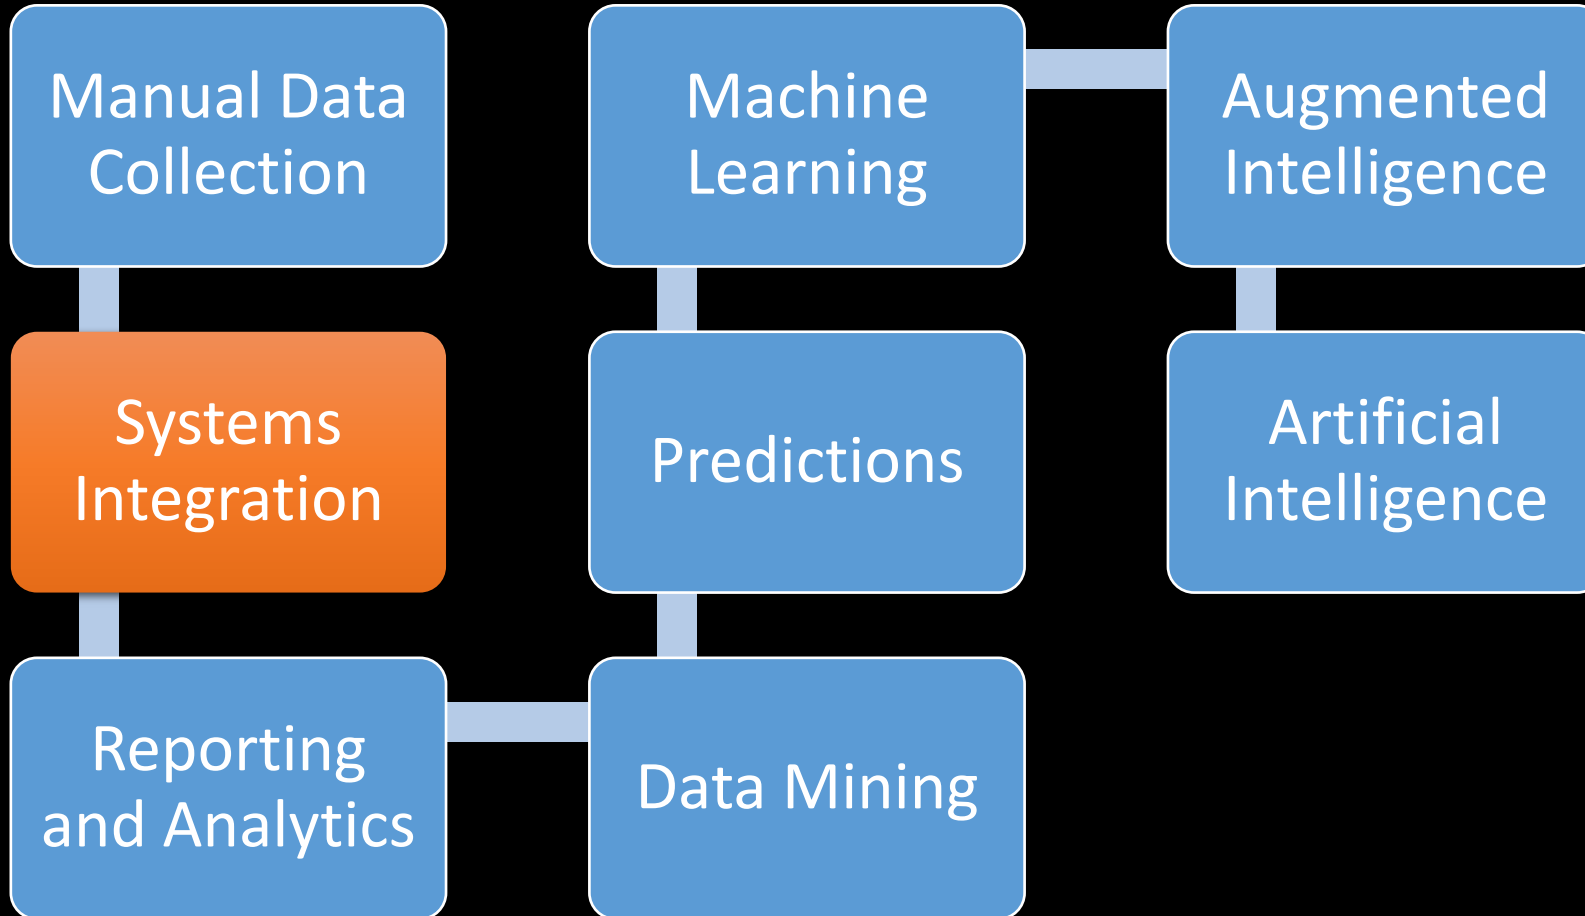 Manual Data
Collection
Systems
Integration
Reporting
and Analytics
Data Mining
Predictions
Machine
Learning
Augmented
Intelligence
Artificial
Intelligence